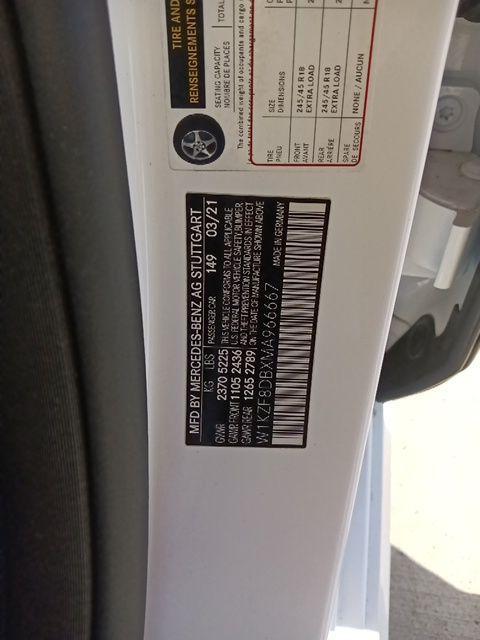 TIRE AND
RENSEIGNEMENTS S
SEATING CAPACITY
NOMBRE DE PLACES
TOTAL
The combined weight of occupants and cargo
TIRE
PNEU
SIZE
DIMENSIONS
FRONT
AVANT
245/45 R18
EXTRA LOAD
REAR
ARRIÈRE
245/45 R18
EXTRA LOAD
SPARE
DE SECOURS
NONE / AUCUN
MFD BY MERCEDES-BENZ AG STUTTGART
PASSENGER CAR 149 03/21
KG LBS
GVWR 2370 5225
GAWR FRONT 1105 2436
GAWR REAR 1265 2789
THE VEHICLE CONFORMS TO ALL APPLICABLE
U.S. FEDERAL MOTOR VEHICLE SAFETY, BUMPER
AND THEFT PREVENTION STANDARDS IN EFFECT
ON THE DATE OF MANUFACTURE SHOWN ABOVE
W1KZF8DBXMA966667
MADE IN GERMANY